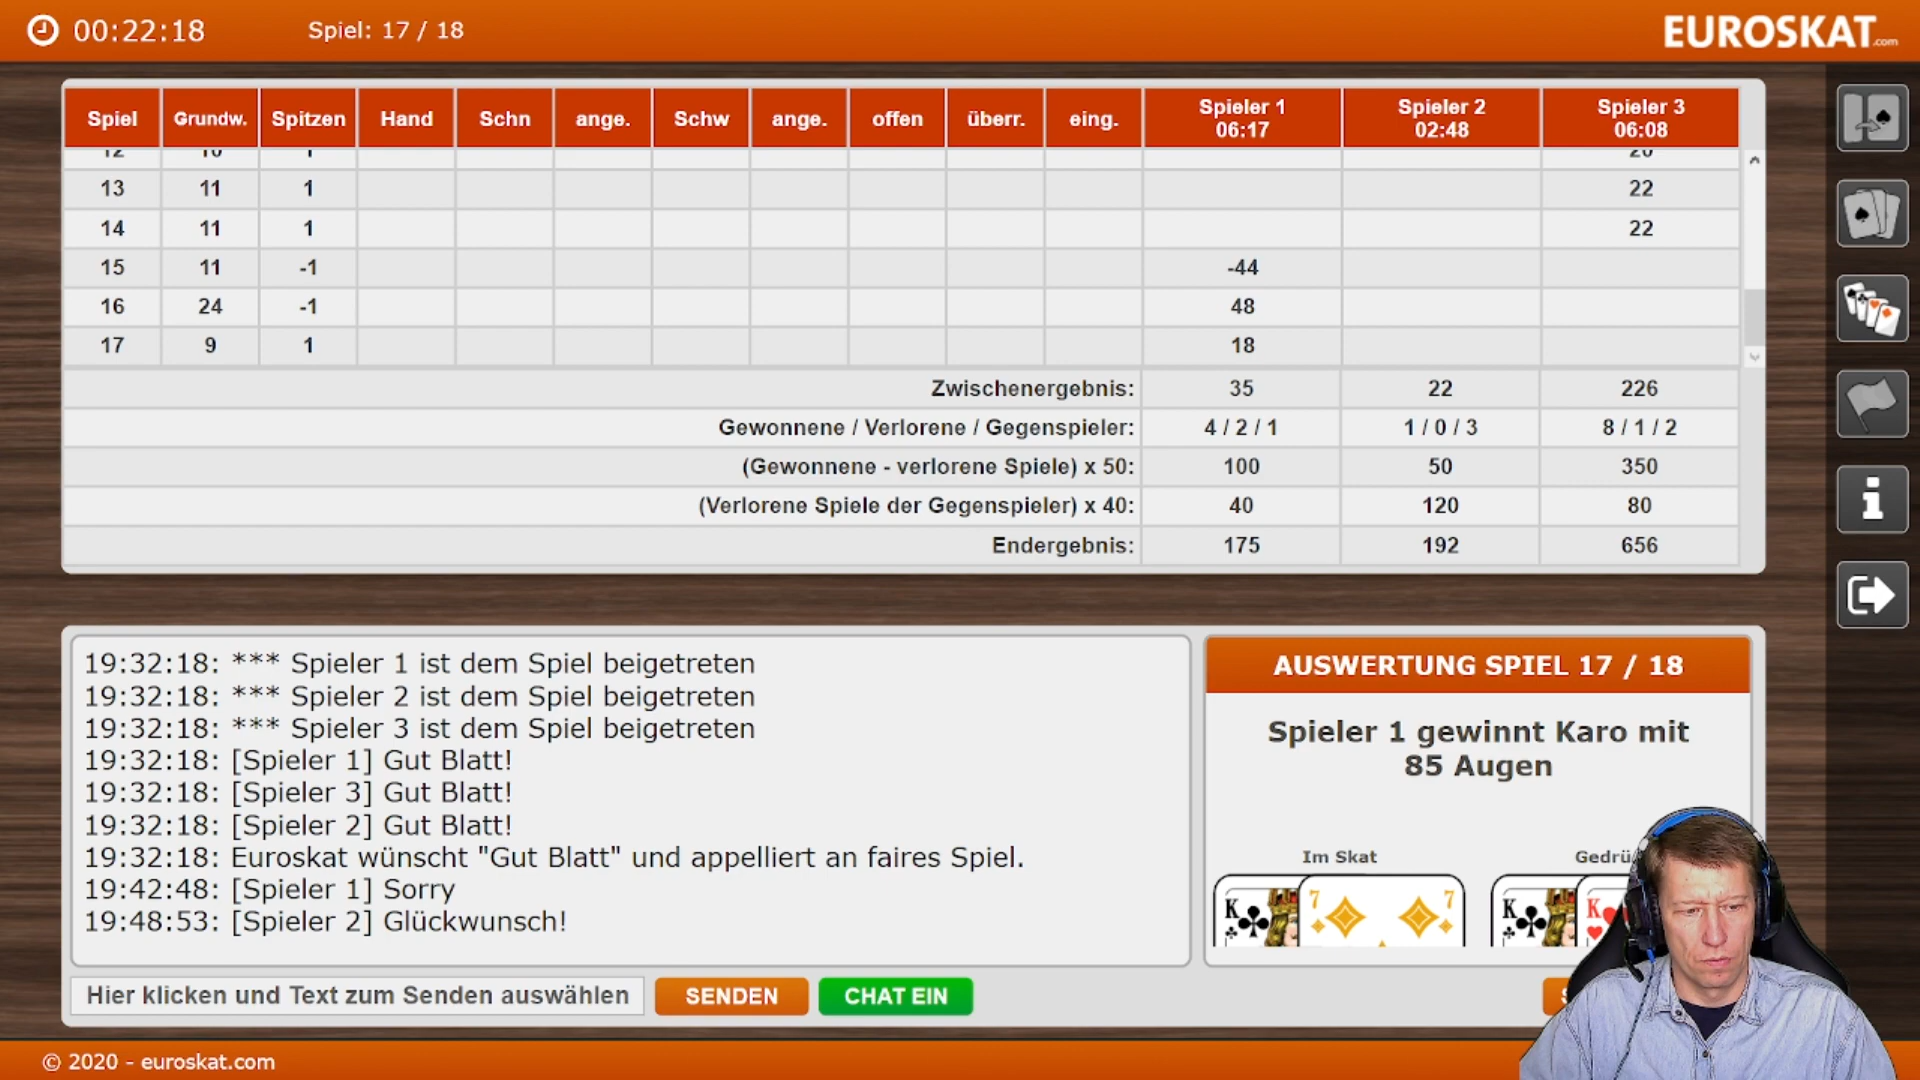 00:22:18 Spiel: 17 / 18 EUROSKAT.com
Spiel Grundw. Spitzen Hand Schn ange. Schw ange. offen überr. eing. Spieler 1 06:17 Spieler 2 02:48 Spieler 3 06:08
12 10 1 20
13 11 1 22
14 11 1 22
15 11 -1 -44
16 24 -1 48
17 9 1 18
Zwischenergebnis: 35 22 226
Gewonnene / Verlorene / Gegenspieler: 4 / 2 / 1 1 / 0 / 3 8 / 1 / 2
(Gewonnene - verlorene Spiele) x 50: 100 50 350
(Verlorene Spiele der Gegenspieler) x 40: 40 120 80
Endergebnis: 175 192 656
19:32:18: *** Spieler 1 ist dem Spiel beigetreten
19:32:18: *** Spieler 2 ist dem Spiel beigetreten
19:32:18: *** Spieler 3 ist dem Spiel beigetreten
19:32:18: [Spieler 1] Gut Blatt!
19:32:18: [Spieler 3] Gut Blatt!
19:32:18: [Spieler 2] Gut Blatt!
19:32:18: Euroskat wünscht "Gut Blatt" und appelliert an faires Spiel.
19:42:48: [Spieler 1] Sorry
19:48:53: [Spieler 2] Glückwunsch!
Hier klicken und Text zum Senden auswählen SENDEN CHAT EIN
AUSWERTUNG SPIEL 17 / 18
Spieler 1 gewinnt Karo mit
85 Augen
Im Skat Gedrü
K 7 7 K K
© 2020 - euroskat.com